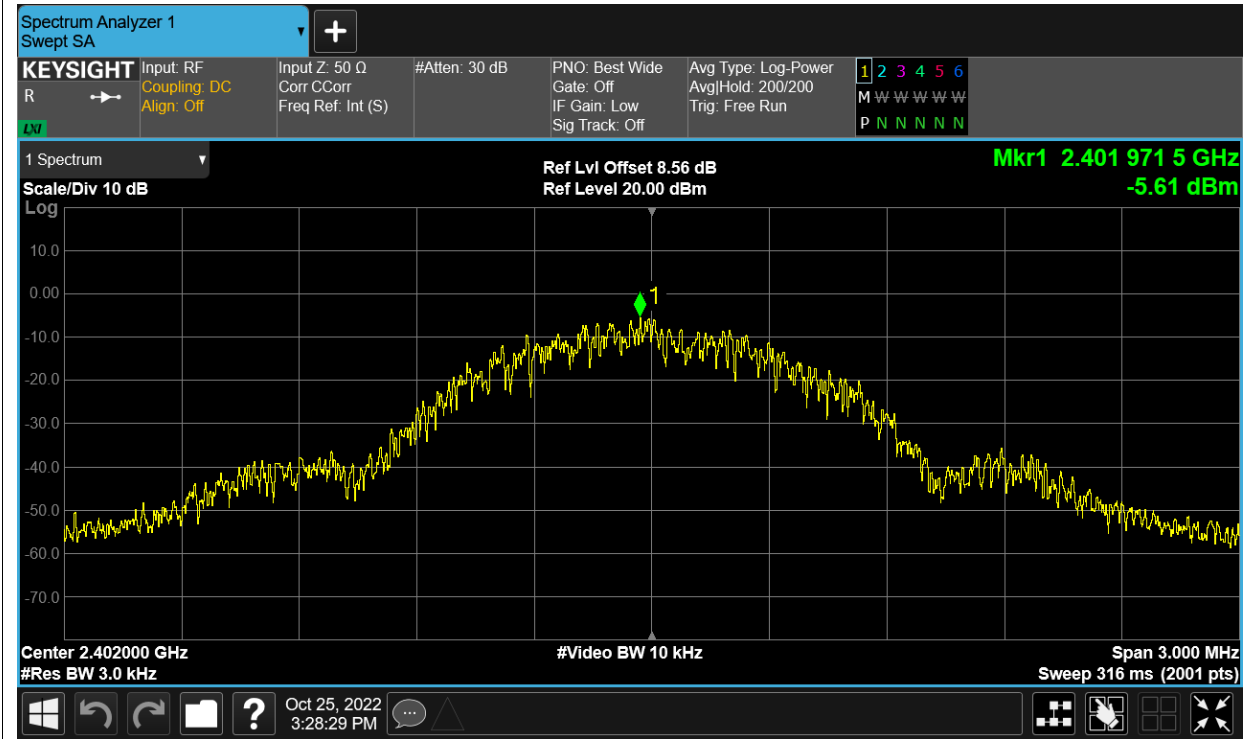 Spectrum Analyzer 1
Swept SA
+
KEYSIGHT
R
LXI
Input: RF
Coupling: DC
Align: Off
Input Z: 50 Ω
Corr CCorr
Freq Ref: Int (S)
#Atten: 30 dB
PNO: Best Wide
Gate: Off
IF Gain: Low
Sig Track: Off
Avg Type: Log-Power
Avg|Hold: 200/200
Trig: Free Run
1 2 3 4 5 6
M W W W W W
P N N N N N
1 Spectrum
Scale/Div 10 dB
Log
Ref Lvl Offset 8.56 dB
Ref Level 20.00 dBm
Mkr1 2.401 971 5 GHz
-5.61 dBm
10.0
0.00
-10.0
-20.0
-30.0
-40.0
-50.0
-60.0
-70.0
1
Center 2.402000 GHz
#Res BW 3.0 kHz
#Video BW 10 kHz
Span 3.000 MHz
Sweep 316 ms (2001 pts)
?
Oct 25, 2022
3:28:29 PM